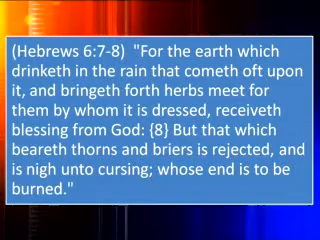 (Hebrews 6:7-8)  "For the earth which
drinketh in the rain that cometh oft upon
it, and bringeth forth herbs meet for
them by whom it is dressed, receiveth
blessing from God: {8} But that which
beareth thorns and briers is rejected, and
is nigh unto cursing; whose end is to be
burned."